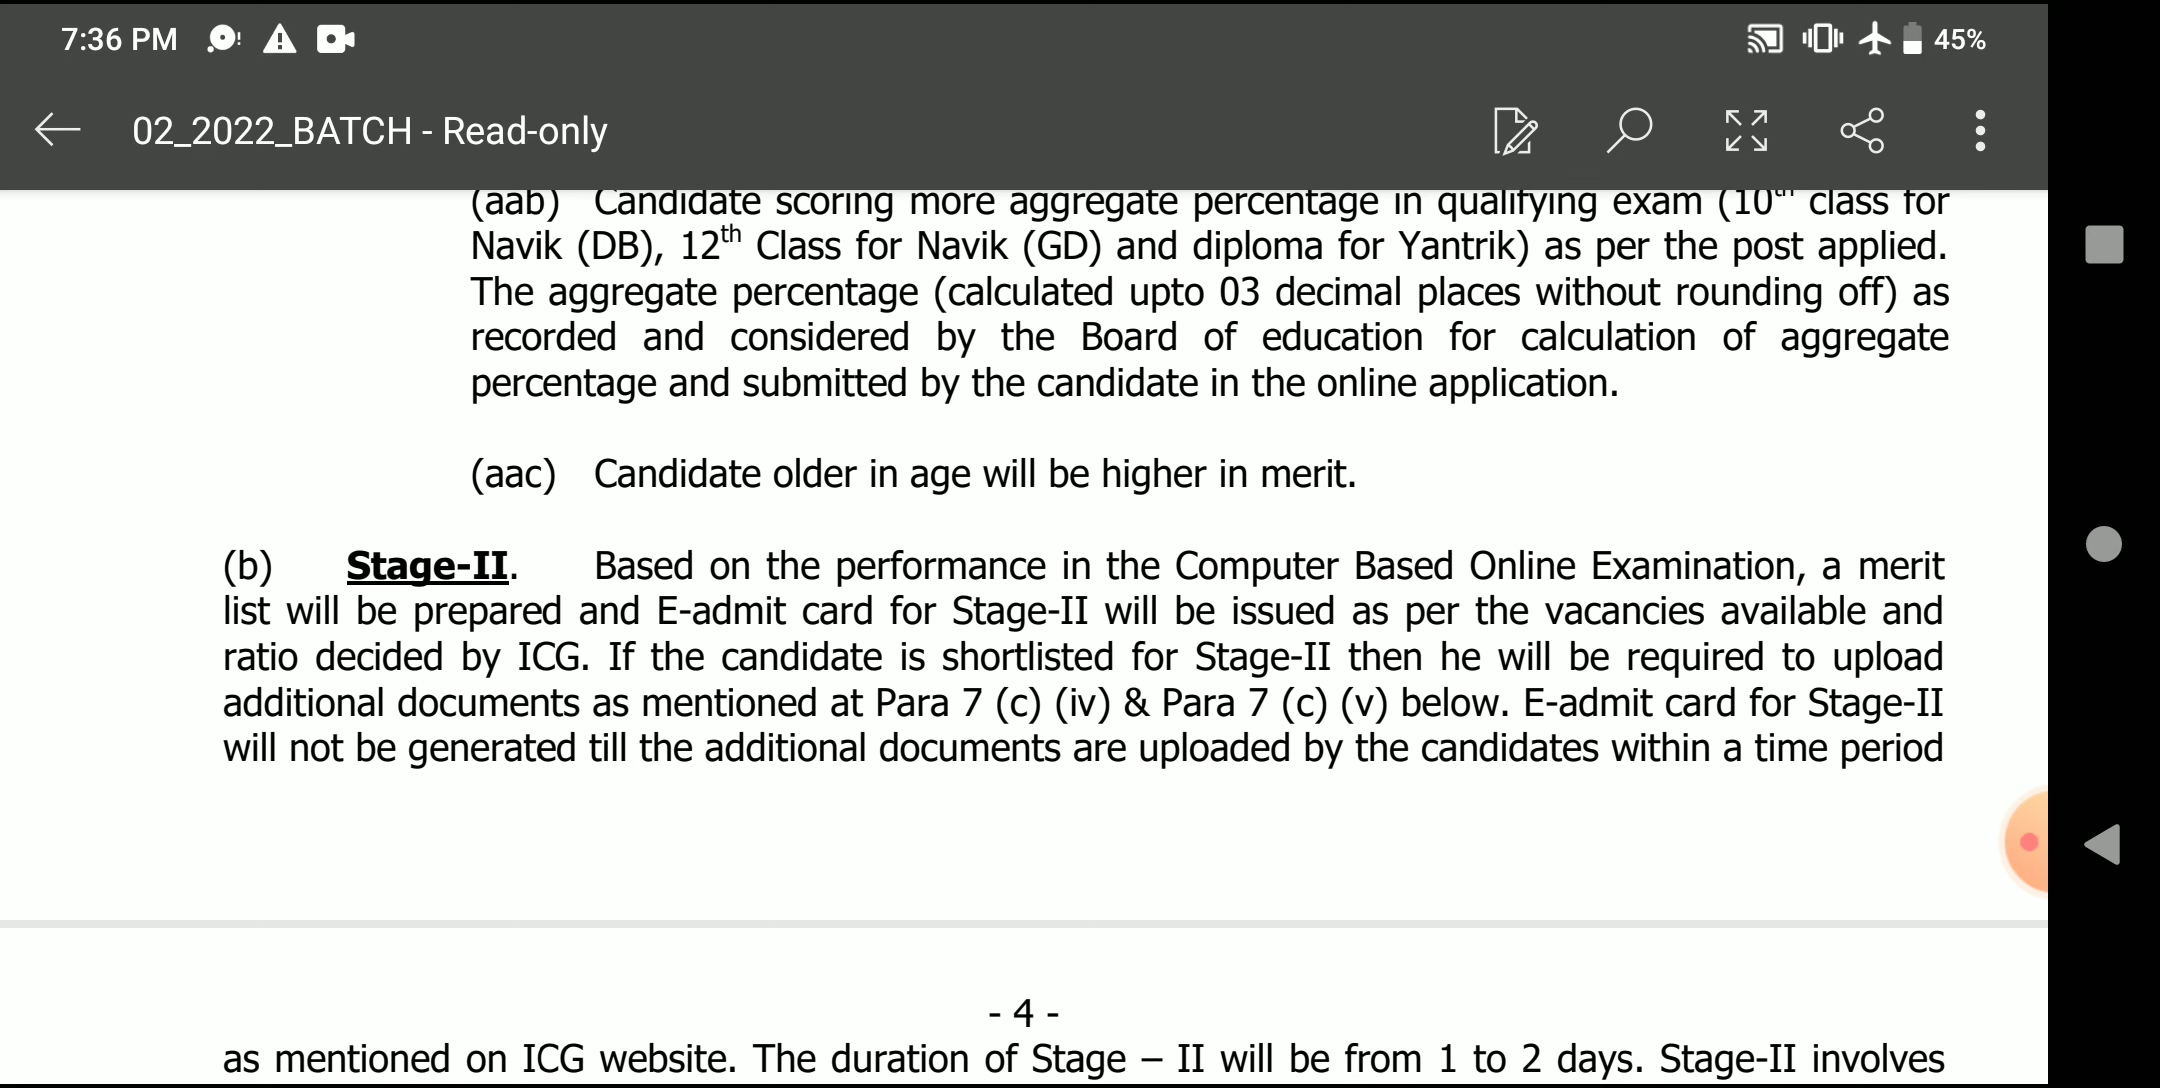 7:36 PM 45%
02_2022_BATCH - Read-only
(aab) Candidate scoring more aggregate percentage in qualifying exam (10th class for
Navik (DB), 12th Class for Navik (GD) and diploma for Yantrik) as per the post applied.
The aggregate percentage (calculated upto 03 decimal places without rounding off) as
recorded and considered by the Board of education for calculation of aggregate
percentage and submitted by the candidate in the online application.
(aac) Candidate older in age will be higher in merit.
(b) Stage-II. Based on the performance in the Computer Based Online Examination, a merit
list will be prepared and E-admit card for Stage-II will be issued as per the vacancies available and
ratio decided by ICG. If the candidate is shortlisted for Stage-II then he will be required to upload
additional documents as mentioned at Para 7 (c) (iv) & Para 7 (c) (v) below. E-admit card for Stage-II
will not be generated till the additional documents are uploaded by the candidates within a time period
- 4 -
as mentioned on ICG website. The duration of Stage – II will be from 1 to 2 days. Stage-II involves